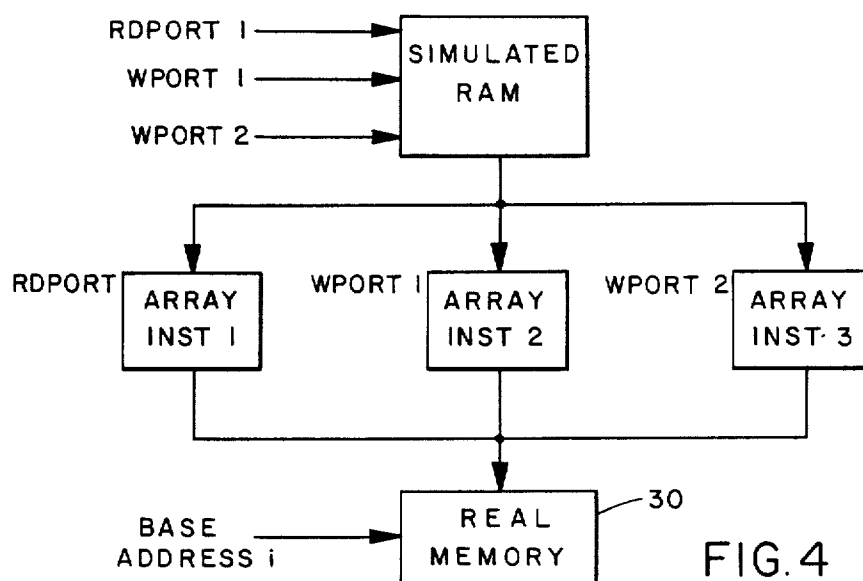 RDPORT 1
WPORT 1
WPORT 2
SIMULATED
RAM
RDPORT
ARRAY
INST 1
WPORT 1
ARRAY
INST 2
WPORT 2
ARRAY
INST 3
BASE
ADDRESS i
REAL
MEMORY
30
FIG. 4